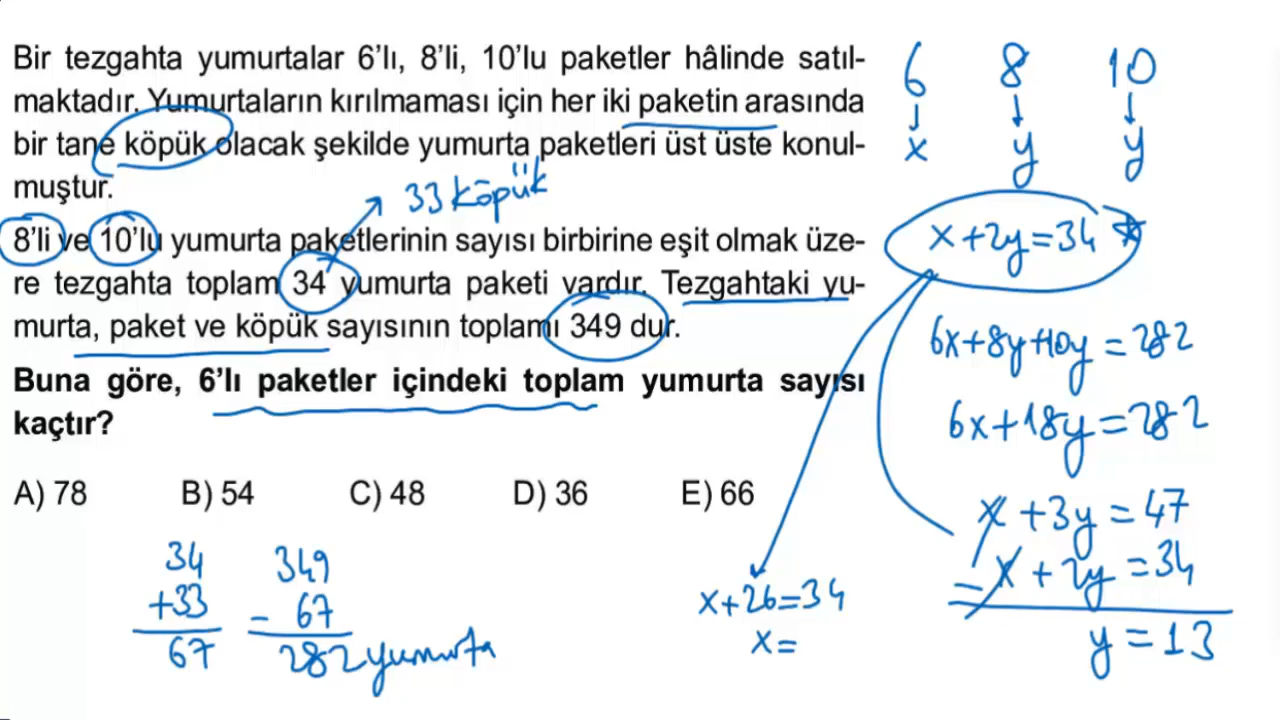 Bir tezgahta yumurtalar 6'lı, 8'li, 10'lu paketler hâlinde satıl-
maktadır. Yumurtaların kırılmaması için her iki paketin arasında
bir tane köpük olacak şekilde yumurta paketleri üst üste konul-
muştur.
33 köpük
8'li ve 10'lu yumurta paketlerinin sayısı birbirine eşit olmak üze-
re tezgahta toplam 34 yumurta paketi vardır. Tezgahtaki yu-
murta, paket ve köpük sayısının toplamı 349 dur.
Buna göre, 6'lı paketler içindeki toplam yumurta sayısı
kaçtır?
A) 78 B) 54 C) 48 D) 36 E) 66
34
+33
67
349
- 67
282 yumurta
6 8 10
x y y
x+2y=34 *
6x+8y+10y=282
6x+18y=282
x+3y=47
- x+2y=34
y=13
x+26=34
x=